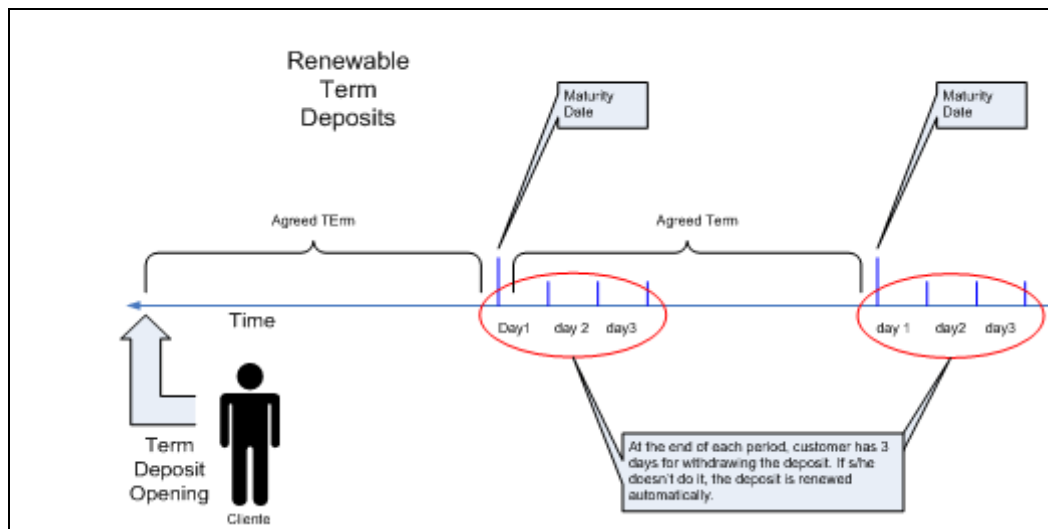 Renewable
Term
Deposits
Maturity
Date
Maturity
Date
Agreed TErm
Agreed Term
Time
Day1
day 2
day3
day 1
day2
day3
Term
Deposit
Opening
Cliente
At the end of each period, customer has 3
days for withdrawing the deposit. If s/he
doesn't do it, the deposit is renewed
automatically.